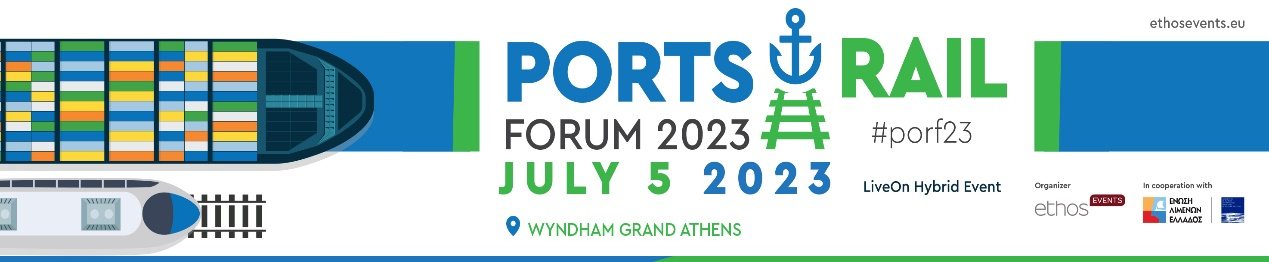 ethosevents.eu
PORTS RAIL
FORUM 2023 #porf23
JULY 5 2023
LiveOn Hybrid Event
WYNDHAM GRAND ATHENS
Organizer
ethos EVENTS
In cooperation with
ΕΝΩΣΗ
ΛΙΜΕΝΩΝ
ΕΛΛΑΔΟΣ